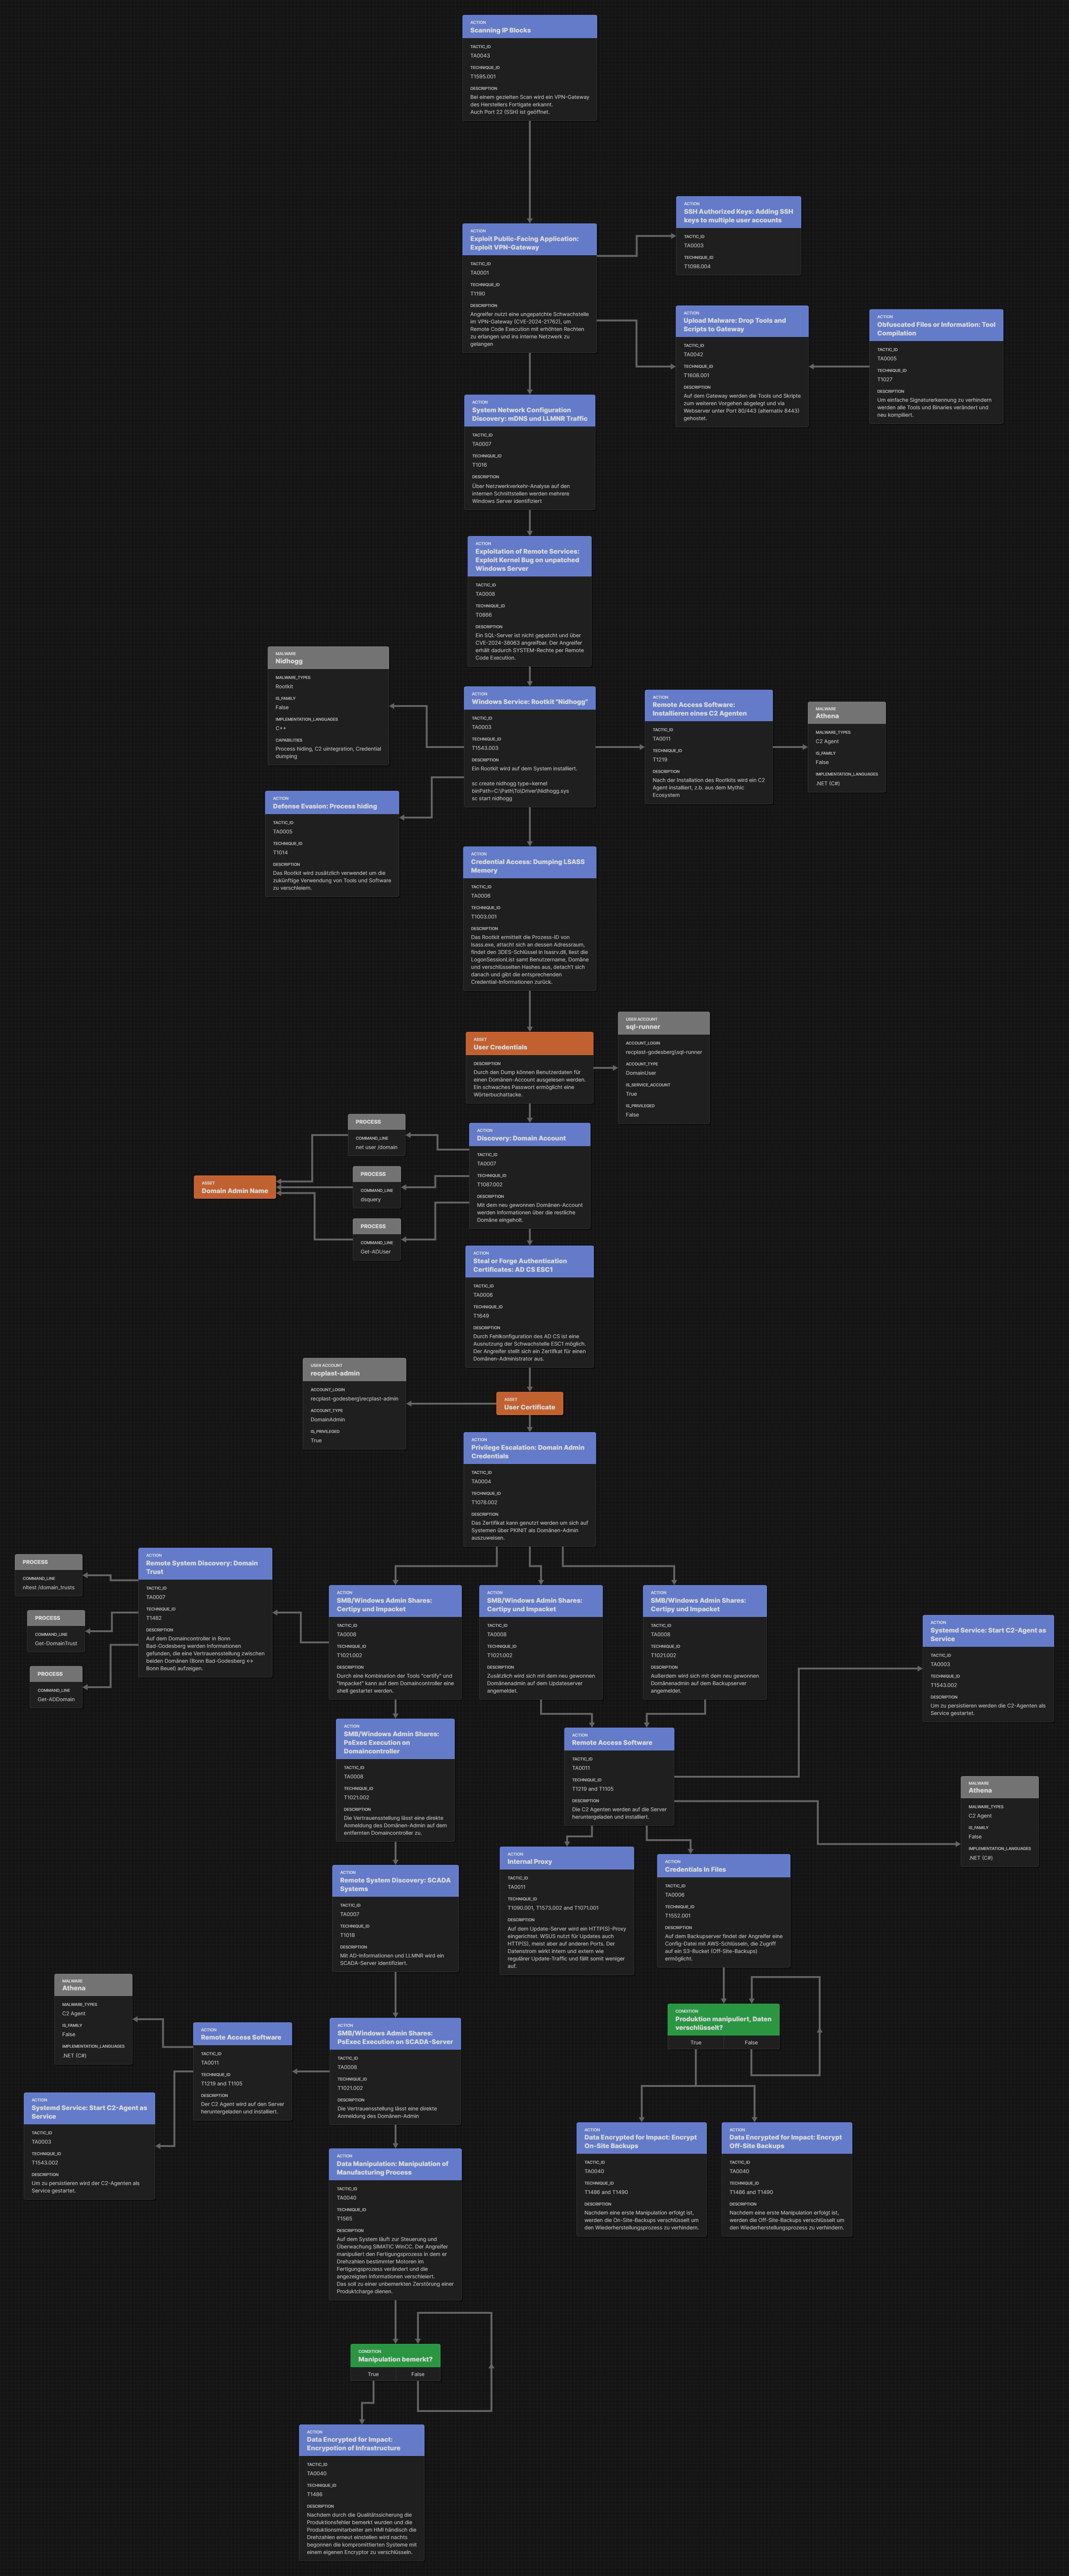 ACTION
Scanning IP Blocks
TACTIC_ID
TA0043
TECHNIQUE_ID
T1595.001
DESCRIPTION
Bei einem gezielten Scan wird ein VPN-Gateway
des Herstellers Fortigate erkannt.
Auch Port 22 (SSH) ist geöffnet.
ACTION
SSH Authorized Keys: Adding SSH
keys to multiple user accounts
TACTIC_ID
TA0003
TECHNIQUE_ID
T1098.004
ACTION
Exploit Public-Facing Application:
Exploit VPN-Gateway
TACTIC_ID
TA0001
TECHNIQUE_ID
T1190
DESCRIPTION
Angreifer nutzt eine ungepatchte Schwachstelle
im VPN-Gateway (CVE-2024-21762), um
Remote Code Execution mit erhöhten Rechten
zu erlangen und ins interne Netzwerk zu
gelangen
ACTION
Upload Malware: Drop Tools and
Scripts to Gateway
TACTIC_ID
TA0042
TECHNIQUE_ID
T1608.001
DESCRIPTION
Auf dem Gateway werden die Tools und Skripte
zum weiteren Vorgehen abgelegt und via
Webserver unter Port 80/443 (alternativ 8443)
gehostet.
ACTION
Obfuscated Files or Information: Tool
Compilation
TACTIC_ID
TA0005
TECHNIQUE_ID
T1027
DESCRIPTION
Um einfache Signaturerkennung zu verhindern
werden alle Tools und Binaries verändert und
neu kompiliert.
ACTION
System Network Configuration
Discovery: mDNS und LLMNR Traffic
TACTIC_ID
TA0007
TECHNIQUE_ID
T1016
DESCRIPTION
Über Netzwerkverkehr-Analyse auf den
internen Schnittstellen werden mehrere
Windows Server identifiziert
ACTION
Exploitation of Remote Services:
Exploit Kernel Bug on unpatched
Windows Server
TACTIC_ID
TA0008
TECHNIQUE_ID
T0866
DESCRIPTION
Ein SQL-Server ist nicht gepatcht und über
CVE-2024-38063 angreifbar. Der Angreifer
erhält dadurch SYSTEM-Rechte per Remote
Code Execution.
MALWARE
Nidhogg
MALWARE_TYPES
Rootkit
IS_FAMILY
False
IMPLEMENTATION_LANGUAGES
C++
CAPABILITIES
Process hiding, C2 uintegration, Credential
dumping
ACTION
Windows Service: Rootkit "Nidhogg"
TACTIC_ID
TA0003
TECHNIQUE_ID
T1543.003
DESCRIPTION
Ein Rootkit wird auf dem System installiert.
sc create nidhogg type=kernel
binPath=C:\Path\To\Driver\Nidhogg.sys
sc start nidhogg
ACTION
Remote Access Software:
Installieren eines C2 Agenten
TACTIC_ID
TA0011
TECHNIQUE_ID
T1219
DESCRIPTION
Nach der Installation des Rootkits wird ein C2
Agent installiert, z.b. aus dem Mythic
Ecosystem
MALWARE
Athena
MALWARE_TYPES
C2 Agent
IS_FAMILY
False
IMPLEMENTATION_LANGUAGES
.NET (C#)
ACTION
Defense Evasion: Process hiding
TACTIC_ID
TA0005
TECHNIQUE_ID
T1014
DESCRIPTION
Das Rootkit wird zusätzlich verwendet um die
zukünftige Verwendung von Tools und Software
zu verschleiern.
ACTION
Credential Access: Dumping LSASS
Memory
TACTIC_ID
TA0006
TECHNIQUE_ID
T1003.001
DESCRIPTION
Das Rootkit ermittelt die Prozess-ID von
lsass.exe, attacht sich an dessen Adressraum,
findet den 3DES-Schlüssel in lsasrv.dll, liest die
LogonSessionList samt Benutzername, Domäne
und verschlüsselten Hashes aus, detach't sich
danach und gibt die entsprechenden
Credential-Informationen zurück.
ASSET
User Credentials
DESCRIPTION
Durch den Dump können Benutzerdaten für
einen Domänen-Account ausgelesen werden.
Ein schwaches Passwort ermöglicht eine
Wörterbuchattacke.
USER ACCOUNT
sql-runner
ACCOUNT_LOGIN
recplast-godesberg\sql-runner
ACCOUNT_TYPE
DomainUser
IS_SERVICE_ACCOUNT
True
IS_PRIVILEGED
False
ACTION
Discovery: Domain Account
TACTIC_ID
TA0007
TECHNIQUE_ID
T1087.002
DESCRIPTION
Mit dem neu gewonnen Domänen-Account
werden Informationen über die restliche
Domäne eingeholt.
PROCESS
COMMAND_LINE
net user /domain
PROCESS
COMMAND_LINE
dsquery
PROCESS
COMMAND_LINE
Get-ADUser
ASSET
Domain Admin Name
ACTION
Steal or Forge Authentication
Certificates: AD CS ESC1
TACTIC_ID
TA0006
TECHNIQUE_ID
T1649
DESCRIPTION
Durch Fehlkonfiguration des AD CS ist eine
Ausnutzung der Schwachstelle ESC1 möglich.
Der Angreifer stellt sich ein Zertifkat für einen
Domänen-Administrator aus.
USER ACCOUNT
recplast-admin
ACCOUNT_LOGIN
recplast-godesberg\recplast-admin
ACCOUNT_TYPE
DomainAdmin
IS_PRIVILEGED
True
ASSET
User Certificate
ACTION
Privilege Escalation: Domain Admin
Credentials
TACTIC_ID
TA0004
TECHNIQUE_ID
T1078.002
DESCRIPTION
Das Zertifikat kann genutzt werden um sich auf
Systemen über PKINIT als Domänen-Admin
auszuweisen.
PROCESS
COMMAND_LINE
nltest /domain_trusts
PROCESS
COMMAND_LINE
Get-DomainTrust
PROCESS
COMMAND_LINE
Get-ADDomain
ACTION
Remote System Discovery: Domain
Trust
TACTIC_ID
TA0007
TECHNIQUE_ID
T1482
DESCRIPTION
Auf dem Domaincontroller in Bonn
Bad-Godesberg werden Informationen
gefunden, die eine Vertrauensstellung zwischen
beiden Domänen (Bonn Bad-Godesberg <->
Bonn Beuel) aufzeigen.
ACTION
SMB/Windows Admin Shares:
Certipy und Impacket
TACTIC_ID
TA0008
TECHNIQUE_ID
T1021.002
DESCRIPTION
Durch eine Kombination der Tools "certify" und
"impacket" kann auf dem Domaincontroller eine
shell gestartet werden.
ACTION
SMB/Windows Admin Shares:
Certipy und Impacket
TACTIC_ID
TA0008
TECHNIQUE_ID
T1021.002
DESCRIPTION
Zusätzlich wird sich mit dem neu gewonnen
Domänenadmin auf dem Updateserver
angemeldet.
ACTION
SMB/Windows Admin Shares:
Certipy und Impacket
TACTIC_ID
TA0008
TECHNIQUE_ID
T1021.002
DESCRIPTION
Außerdem wird sich mit dem neu gewonnen
Domänenadmin auf dem Backupserver
angemeldet.
ACTION
Systemd Service: Start C2-Agent as
Service
TACTIC_ID
TA0003
TECHNIQUE_ID
T1543.002
DESCRIPTION
Um zu persistieren werden die C2-Agenten als
Service gestartet.
ACTION
SMB/Windows Admin Shares:
PsExec Execution on
Domaincontroller
TACTIC_ID
TA0008
TECHNIQUE_ID
T1021.002
DESCRIPTION
Die Vertrauensstellung lässt eine direkte
Anmeldung des Domänen-Admin auf dem
entfernten Domaincontroller zu.
ACTION
Remote Access Software
TACTIC_ID
TA0011
TECHNIQUE_ID
T1219 and T1105
DESCRIPTION
Die C2 Agenten werden auf die Server
heruntergeladen und installiert.
MALWARE
Athena
MALWARE_TYPES
C2 Agent
IS_FAMILY
False
IMPLEMENTATION_LANGUAGES
.NET (C#)
ACTION
Internal Proxy
TACTIC_ID
TA0011
TECHNIQUE_ID
T1090.001, T1573.002 and T1071.001
DESCRIPTION
Auf dem Update-Server wird ein HTTP(S)-Proxy
eingerichtet. WSUS nutzt für Updates auch
HTTP(S), meist aber auf anderen Ports. Der
Datenstrom wirkt intern und extern wie
regulärer Update-Traffic und fällt somit weniger
auf.
ACTION
Credentials In Files
TACTIC_ID
TA0006
TECHNIQUE_ID
T1552.001
DESCRIPTION
Auf dem Backupserver findet der Angreifer eine
Config-Datei mit AWS-Schlüsseln, die Zugriff
auf ein S3-Bucket (Off-Site-Backups)
ermöglicht.
ACTION
Remote System Discovery: SCADA
Systems
TACTIC_ID
TA0007
TECHNIQUE_ID
T1018
DESCRIPTION
Mit AD-Informationen und LLMNR wird ein
SCADA-Server identifiziert.
CONDITION
Produktion manipuliert, Daten
verschlüsselt?
True
False
MALWARE
Athena
MALWARE_TYPES
C2 Agent
IS_FAMILY
False
IMPLEMENTATION_LANGUAGES
.NET (C#)
ACTION
Remote Access Software
TACTIC_ID
TA0011
TECHNIQUE_ID
T1219 and T1105
DESCRIPTION
Der C2 Agent wird auf den Server
heruntergeladen und installiert.
ACTION
SMB/Windows Admin Shares:
PsExec Execution on SCADA-Server
TACTIC_ID
TA0008
TECHNIQUE_ID
T1021.002
DESCRIPTION
Die Vertrauensstellung lässt eine direkte
Anmeldung des Domänen-Admin
ACTION
Systemd Service: Start C2-Agent as
Service
TACTIC_ID
TA0003
TECHNIQUE_ID
T1543.002
DESCRIPTION
Um zu persistieren wird der C2-Agenten als
Service gestartet.
ACTION
Data Encrypted for Impact: Encrypt
On-Site Backups
TACTIC_ID
TA0040
TECHNIQUE_ID
T1486 and T1490
DESCRIPTION
Nachdem eine erste Manipulation erfolgt ist,
werden die On-Site-Backups verschlüsselt um
den Wiederherstellungsprozess zu verhindern.
ACTION
Data Encrypted for Impact: Encrypt
Off-Site Backups
TACTIC_ID
TA0040
TECHNIQUE_ID
T1486 and T1490
DESCRIPTION
Nachdem eine erste Manipulation erfolgt ist,
werden die Off-Site-Backups verschlüsselt um
den Wiederherstellungsprozess zu verhindern.
ACTION
Data Manipulation: Manipulation of
Manufacturing Process
TACTIC_ID
TA0040
TECHNIQUE_ID
T1565
DESCRIPTION
Auf dem System läuft zur Steuerung und
Überwachung SIMATIC WinCC. Der Angreifer
manipuliert den Fertigungsprozess in dem er
Drehzahlen bestimmter Motoren im
Fertigungsprozess verändert und die
angezeigten Informationen verschleiert.
Das soll zu einer unbemerkten Zerstörung einer
Produktcharge dienen.
CONDITION
Manipulation bemerkt?
True
False
ACTION
Data Encrypted for Impact:
Encrypotion of Infrastructure
TACTIC_ID
TA0040
TECHNIQUE_ID
T1486
DESCRIPTION
Nachdem durch die Qualitätssicherung die
Produktionsfehler bemerkt wurden und die
Produktionsmitarbeiter am HMI händisch die
Drehzahlen erneut einstellen wird nachts
begonnen die kompromittierten Systeme mit
einem eigenen Encryptor zu verschlüseln.